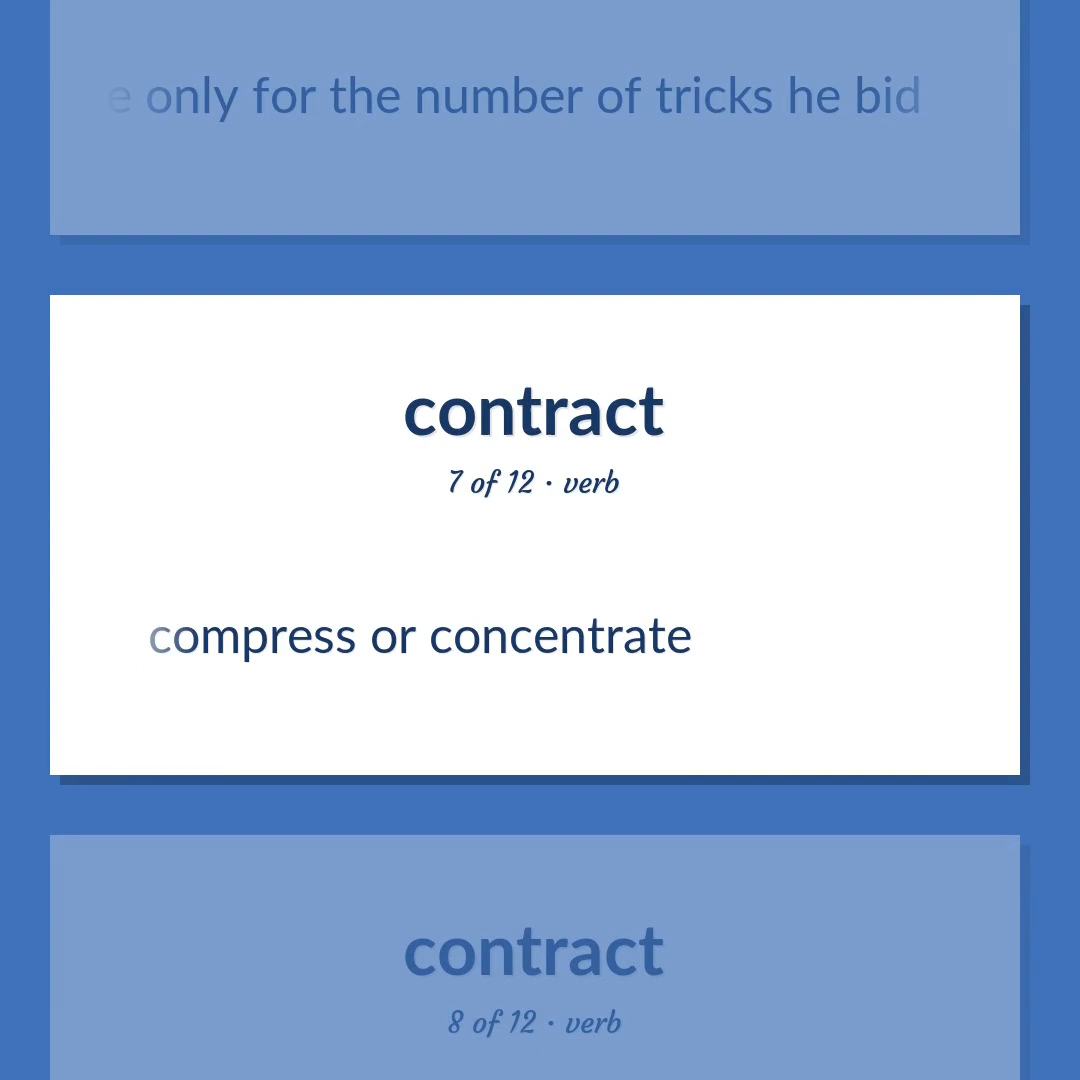 only for the number of tricks he bid
contract
7 of 12 · verb
compress or concentrate
contract
8 of 12 · verb